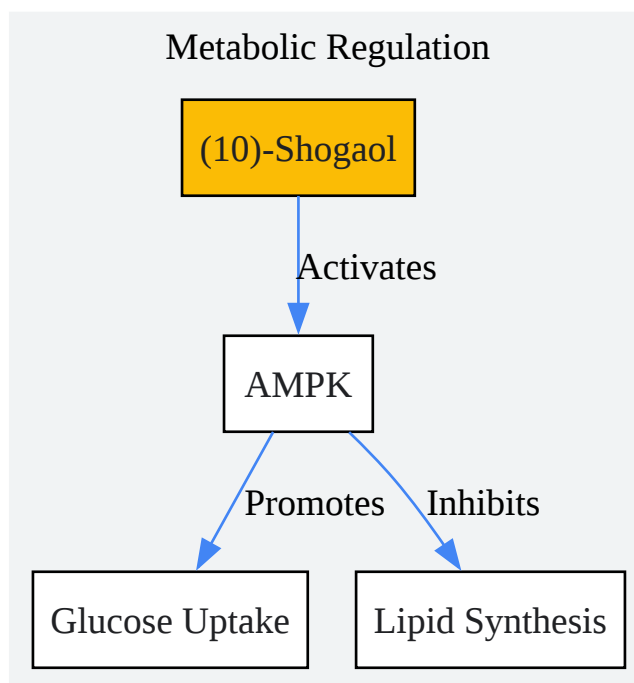 Metabolic Regulation
(10)-Shogaol
Activates
AMPK
Promotes
Inhibits
Glucose Uptake
Lipid Synthesis